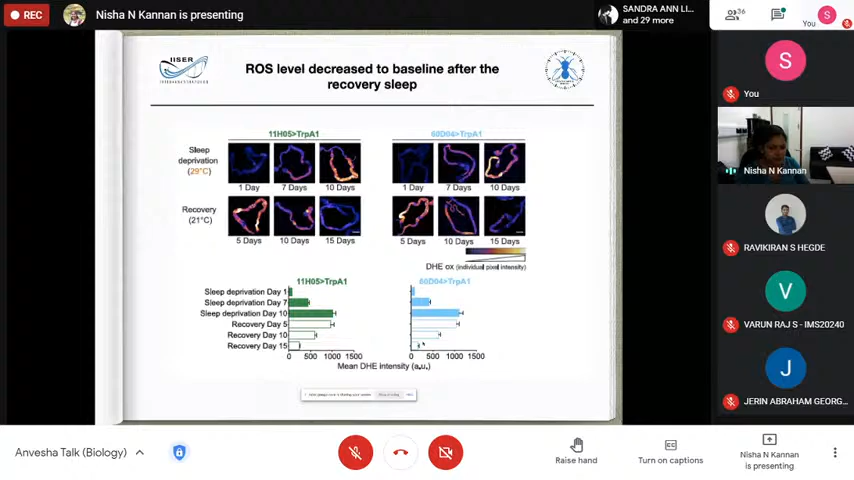 REC
Nisha N Kannan is presenting
SANDRA ANN LI...
and 29 more
36
You
S
IISER
ROS level decreased to baseline after the
recovery sleep
11H05>TrpA1
60D04>TrpA1
Sleep
deprivation
(29°C)
1 Day
7 Days
10 Days
1 Day
7 Days
10 Days
Recovery
(21°C)
5 Days
10 Days
15 Days
5 Days
10 Days
15 Days
DHE ox (individual pixel intensity)
11H05>TrpA1
60D04>TrpA1
Sleep deprivation Day 1
Sleep deprivation Day 7
Sleep deprivation Day 10
Recovery Day 5
Recovery Day 10
Recovery Day 15
0 500 1000 1500
0 500 1000 1500
Mean DHE intensity (a.u.)
S
You
Nisha N Kannan
RAVIKIRAN S HEGDE
V
VARUN RAJ S - IMS20240
J
JERIN ABRAHAM GEORG...
Anvesha Talk (Biology)
Raise hand
Turn on captions
Nisha N Kannan
is presenting